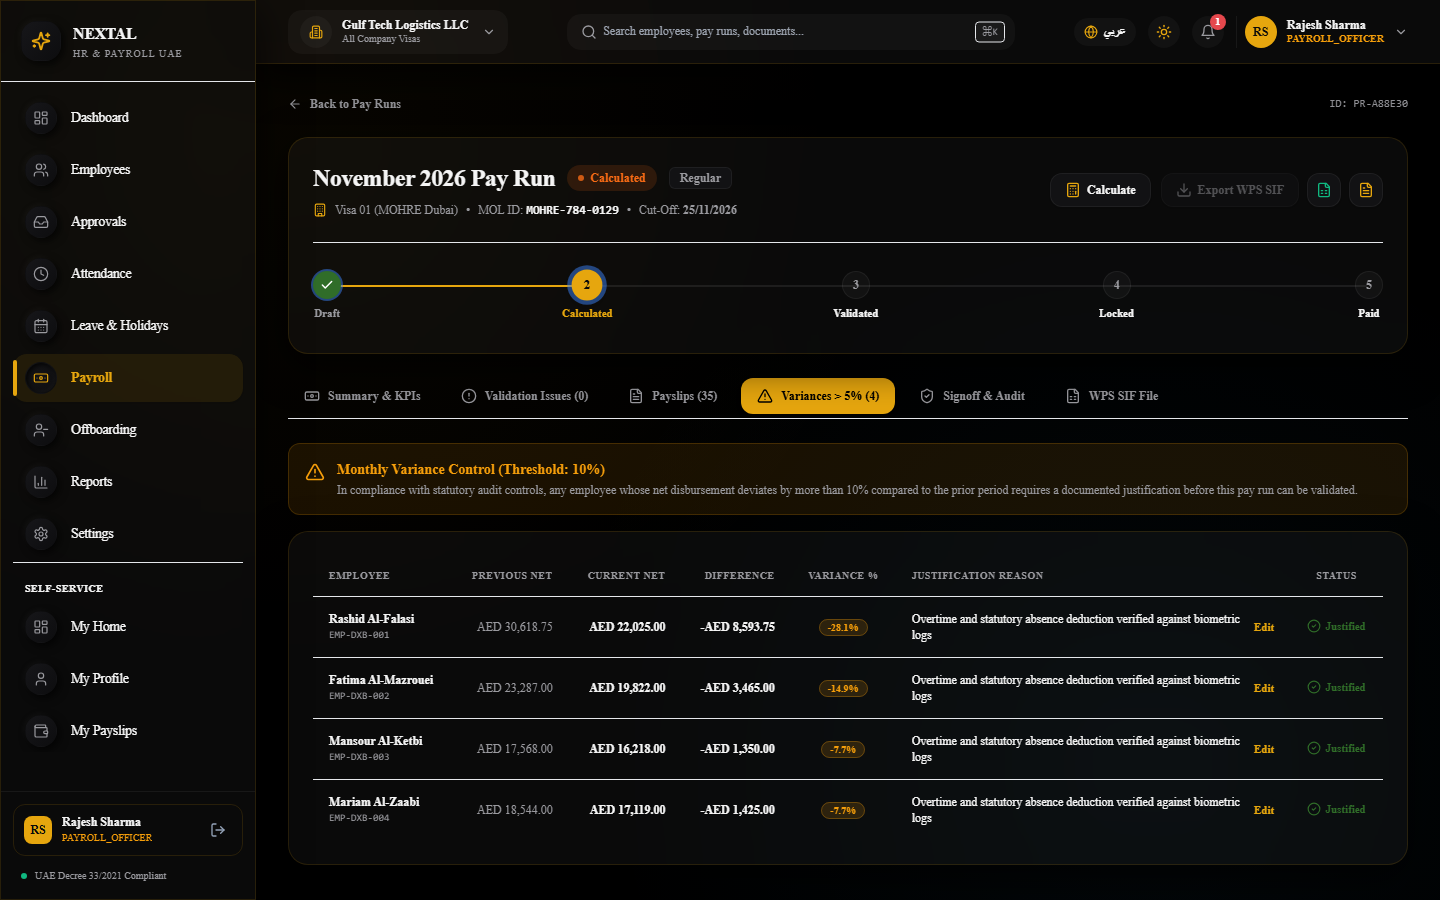 NEXTAL
HR & PAYROLL UAE
Gulf Tech Logistics LLC
All Company Visas
Search employees, pay runs, documents...
⌘K
عربي
1
RS
Rajesh Sharma
PAYROLL_OFFICER
Dashboard
Employees
Approvals
Attendance
Leave & Holidays
Payroll
Offboarding
Reports
Settings
SELF-SERVICE
My Home
My Profile
My Payslips
RS
Rajesh Sharma
PAYROLL_OFFICER
UAE Decree 33/2021 Compliant
Back to Pay Runs
ID: PR-A88E30
November 2026 Pay Run
Calculated
Regular
Visa 01 (MOHRE Dubai) • MOL ID: MOHRE-784-0129 • Cut-Off: 25/11/2026
Calculate
Export WPS SIF
2
3
4
5
Draft
Calculated
Validated
Locked
Paid
Summary & KPIs
Validation Issues (0)
Payslips (35)
Variances > 5% (4)
Signoff & Audit
WPS SIF File
Monthly Variance Control (Threshold: 10%)
In compliance with statutory audit controls, any employee whose net disbursement deviates by more than 10% compared to the prior period requires a documented justification before this pay run can be validated.
EMPLOYEE PREVIOUS NET CURRENT NET DIFFERENCE VARIANCE % JUSTIFICATION REASON STATUS
Rashid Al-Falasi
EMP-DXB-001
AED 30,618.75 AED 22,025.00 -AED 8,593.75 -28.1%
Overtime and statutory absence deduction verified against biometric
logs
Edit
Justified
Fatima Al-Mazrouei
EMP-DXB-002
AED 23,287.00 AED 19,822.00 -AED 3,465.00 -14.9%
Overtime and statutory absence deduction verified against biometric
logs
Edit
Justified
Mansour Al-Ketbi
EMP-DXB-003
AED 17,568.00 AED 16,218.00 -AED 1,350.00 -7.7%
Overtime and statutory absence deduction verified against biometric
logs
Edit
Justified
Mariam Al-Zaabi
EMP-DXB-004
AED 18,544.00 AED 17,119.00 -AED 1,425.00 -7.7%
Overtime and statutory absence deduction verified against biometric
logs
Edit
Justified